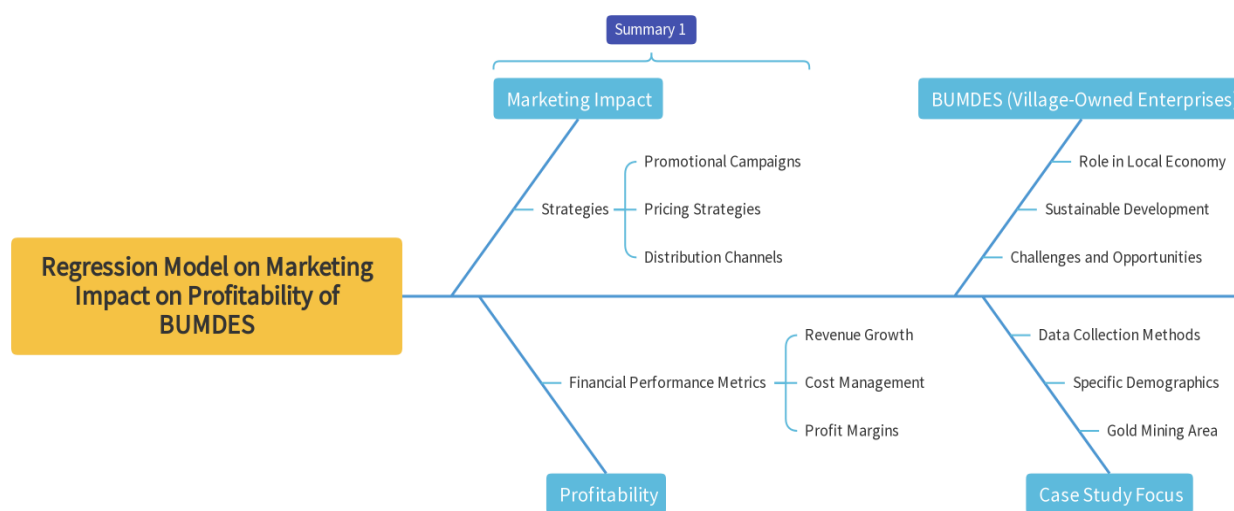 Summary 1
Marketing Impact
BUMDES (Village-Owned Enterprises)
Promotional Campaigns
Role in Local Economy
Strategies
Pricing Strategies
Sustainable Development
Distribution Channels
Challenges and Opportunities
Regression Model on Marketing
Impact on Profitability of
BUMDES
Revenue Growth
Data Collection Methods
Financial Performance Metrics
Cost Management
Specific Demographics
Profit Margins
Gold Mining Area
Profitability
Case Study Focus